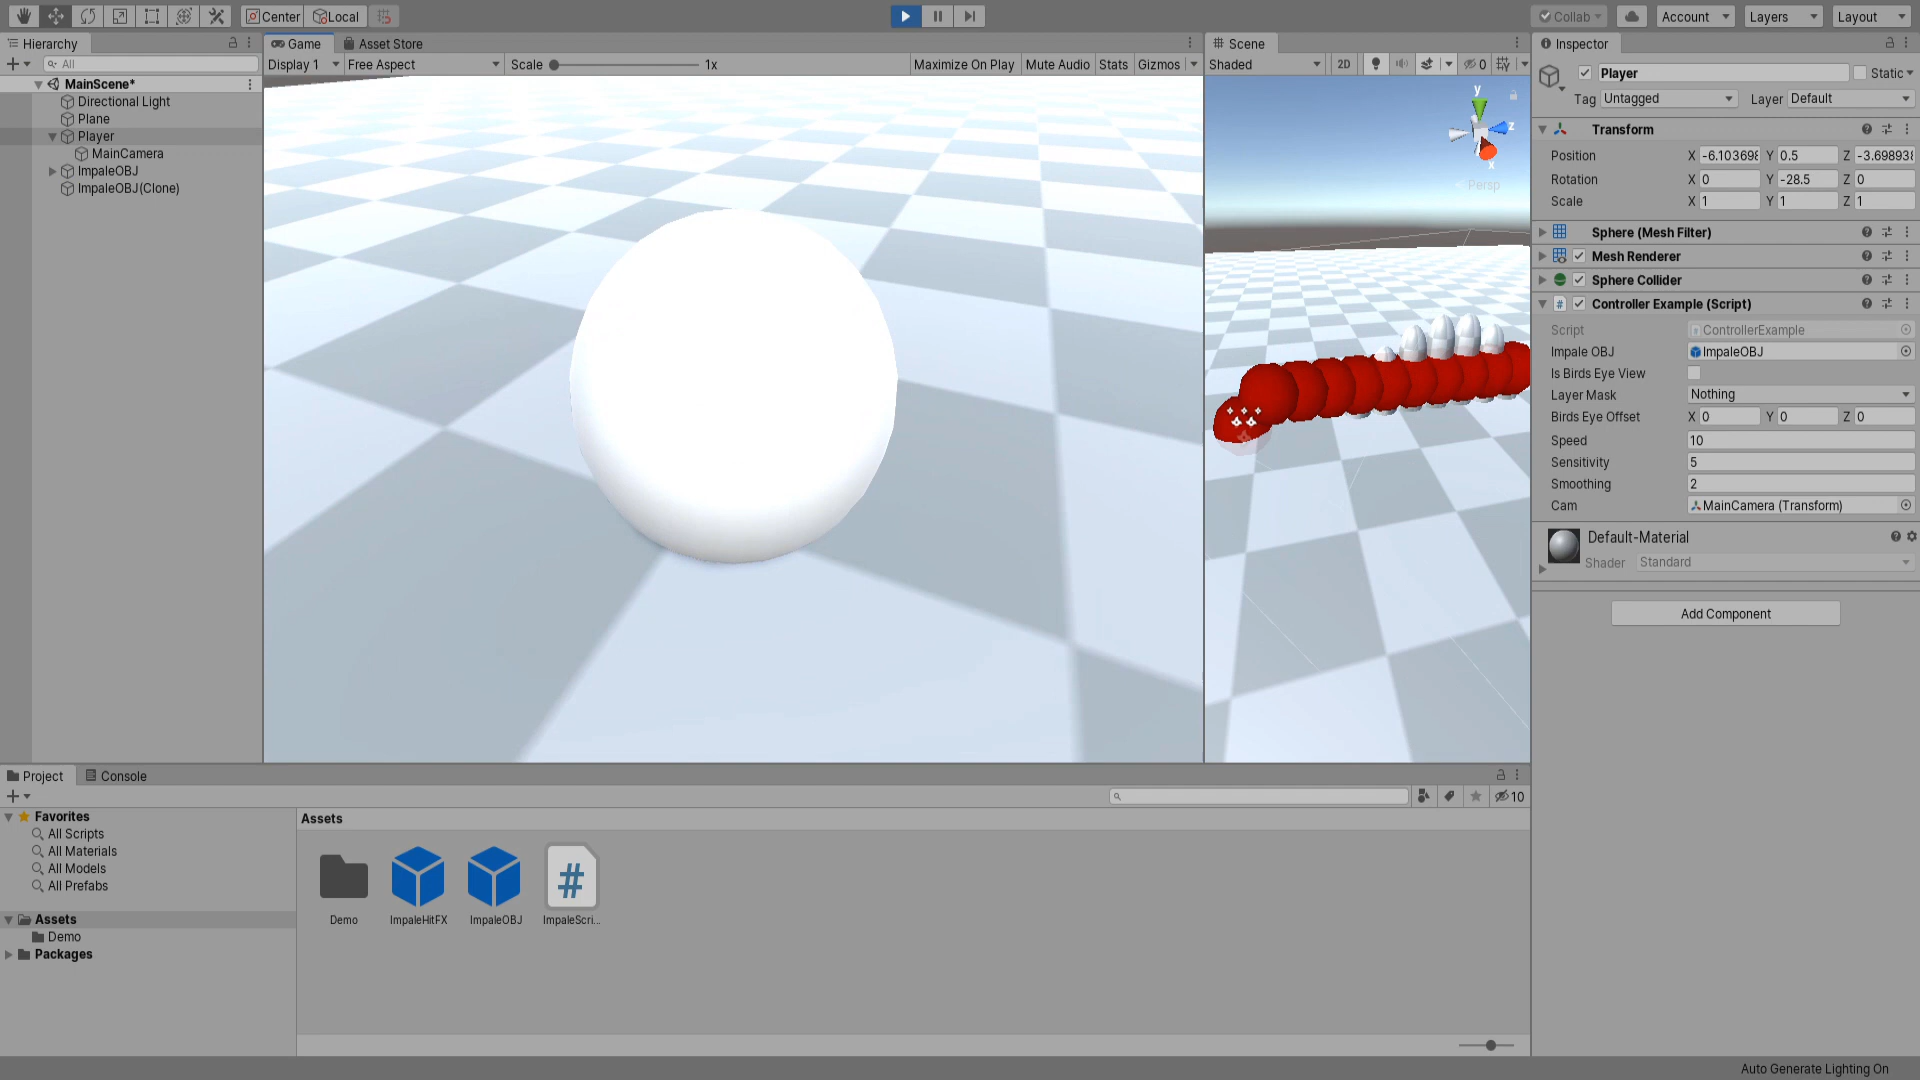 Center
Local
Collab
Account
Layers
Layout
Hierarchy
All
MainScene*
Directional Light
Plane
Player
MainCamera
ImpaleOBJ
ImpaleOBJ(Clone)
Game
Asset Store
Display 1
Free Aspect
Scale
1x
Maximize On Play
Mute Audio
Stats
Gizmos
Scene
Shaded
2D
0
y
z
x
Persp
Inspector
Player
Static
Tag Untagged
Layer Default
Transform
Position X -6.103698 Y 0.5 Z -3.698938
Rotation X 0 Y -28.5 Z 0
Scale X 1 Y 1 Z 1
Sphere (Mesh Filter)
Mesh Renderer
Sphere Collider
# Controller Example (Script)
Script ControllerExample
Impale OBJ ImpaleOBJ
Is Birds Eye View
Layer Mask Nothing
Birds Eye Offset X 0 Y 0 Z 0
Speed 10
Sensitivity 5
Smoothing 2
Cam MainCamera (Transform)
Default-Material
Shader Standard
Add Component
Project
Console
10
Favorites
All Scripts
All Materials
All Models
All Prefabs
Assets
Demo
Packages
Assets
#
Demo
ImpaleHitFX
ImpaleOBJ
ImpaleScri...
Auto Generate Lighting On